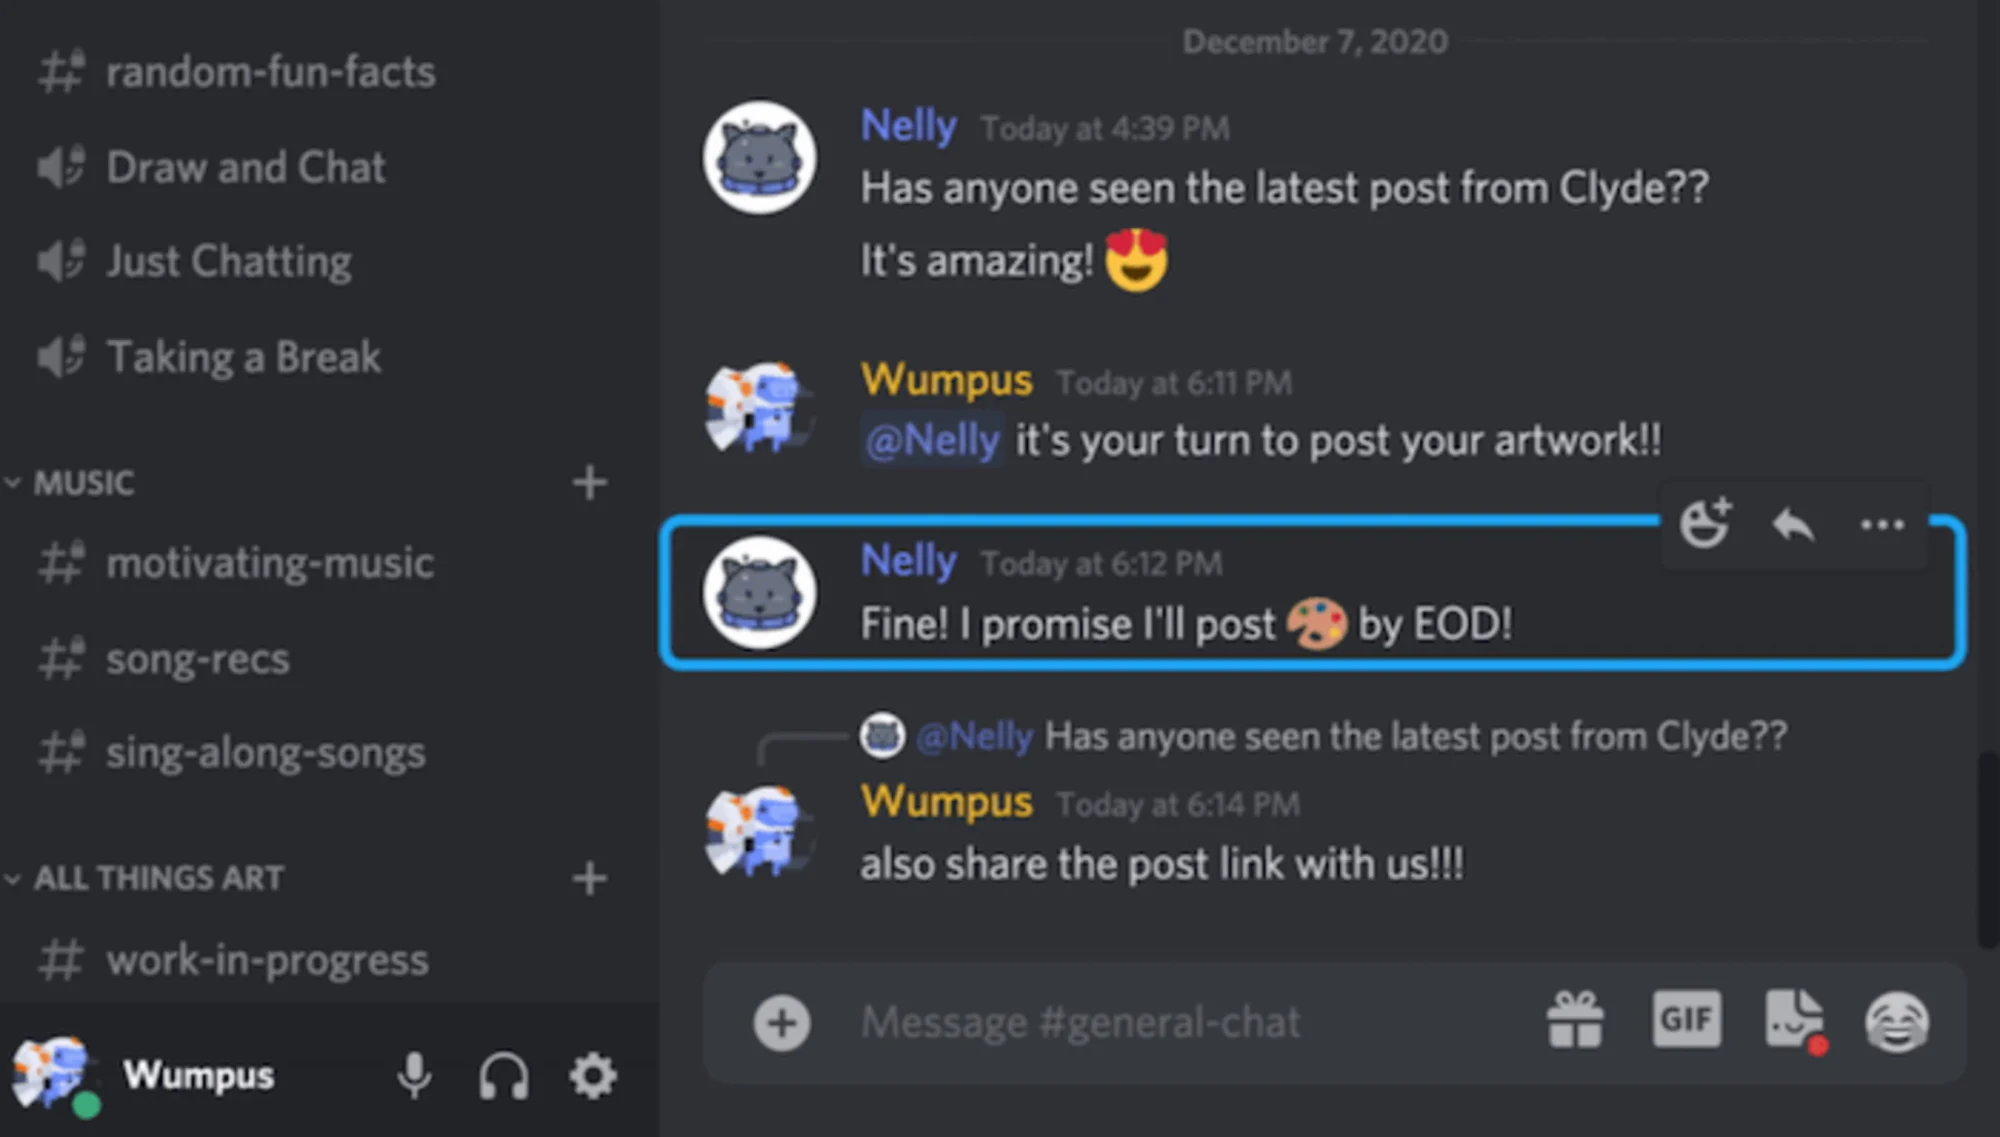 random-fun-facts
Draw and Chat
Just Chatting
Taking a Break
MUSIC
motivating-music
song-recs
sing-along-songs
ALL THINGS ART
work-in-progress
Wumpus
December 7, 2020
Nelly Today at 4:39 PM
Has anyone seen the latest post from Clyde??
It's amazing! 😍
Wumpus Today at 6:11 PM
@Nelly it's your turn to post your artwork!!
Nelly Today at 6:12 PM
Fine! I promise I'll post 🎨 by EOD!
@Nelly Has anyone seen the latest post from Clyde??
Wumpus Today at 6:14 PM
also share the post link with us!!!
Message #general-chat
GIF